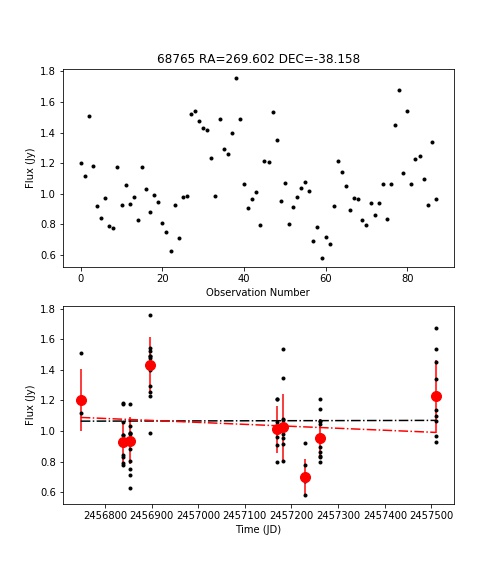 68765 RA=269.602 DEC=-38.158
1.8
1.6
1.4
1.2
1.0
0.8
0.6
Flux (Jy)
0 20 40 60 80
Observation Number
1.8
1.6
1.4
1.2
1.0
0.8
0.6
Flux (Jy)
2456800 2456900 2457000 2457100 2457200 2457300 2457400 2457500
Time (JD)